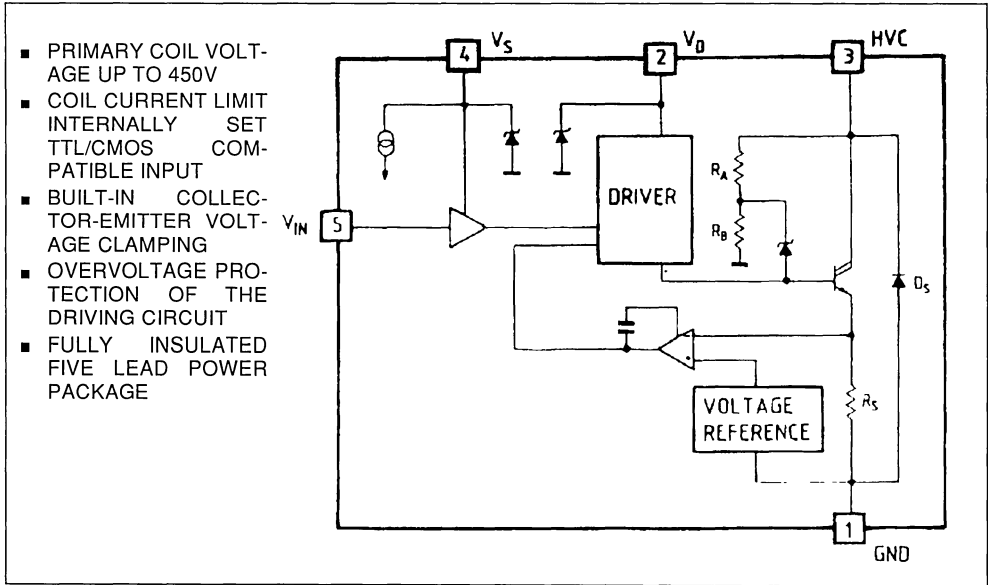 ■ PRIMARY COIL VOLT-
AGE UP TO 450V
■ COIL CURRENT LIMIT
INTERNALLY SET
TTL/CMOS COM-
PATIBLE INPUT
■ BUILT-IN COLLEC-
TOR-EMITTER VOLT-
AGE CLAMPING
■ OVERVOLTAGE PRO-
TECTION OF THE
DRIVING CIRCUIT
■ FULLY INSULATED
FIVE LEAD POWER
PACKAGE
4 VS
2 VD
3 HVC
DRIVER
RA
RB
VIN 5
DS
RS
VOLTAGE
REFERENCE
1
GND